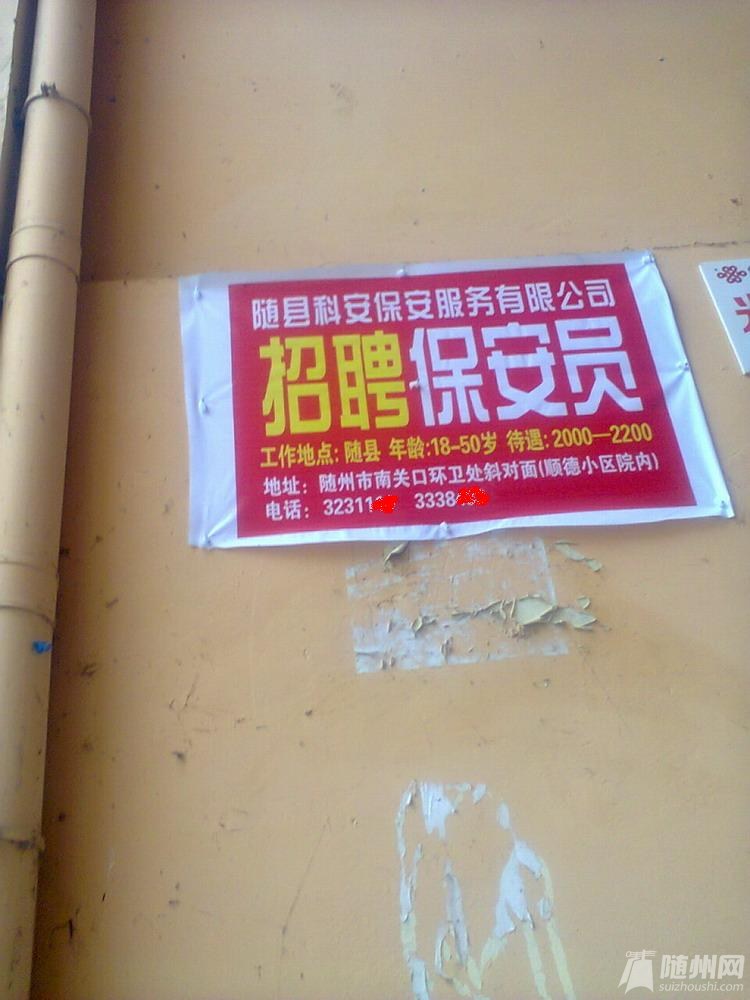 随县科安保安服务有限公司
招聘保安员
工作地点: 随县 年龄:18-50岁 待遇: 2000—2200
地址: 随州市南关口环卫处斜对面(顺德小区院内)
电话: 32311 3338
随州网
suizhoushi.com